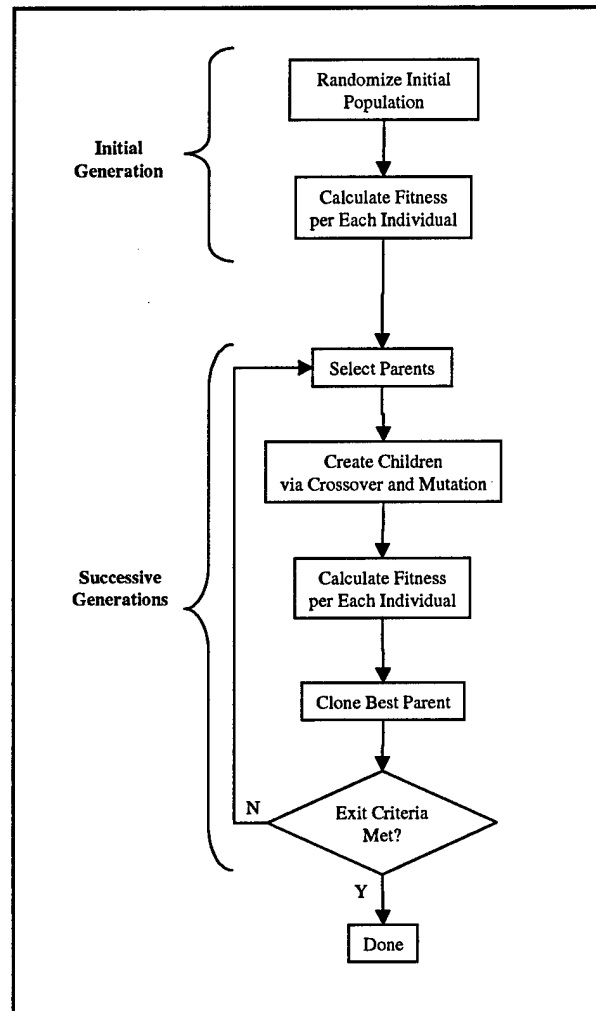 Randomize Initial
Population
Initial
Generation
Calculate Fitness
per Each Individual
Select Parents
Create Children
via Crossover and Mutation
Successive
Generations
Calculate Fitness
per Each Individual
Clone Best Parent
N
Exit Criteria
Met?
Y
Done